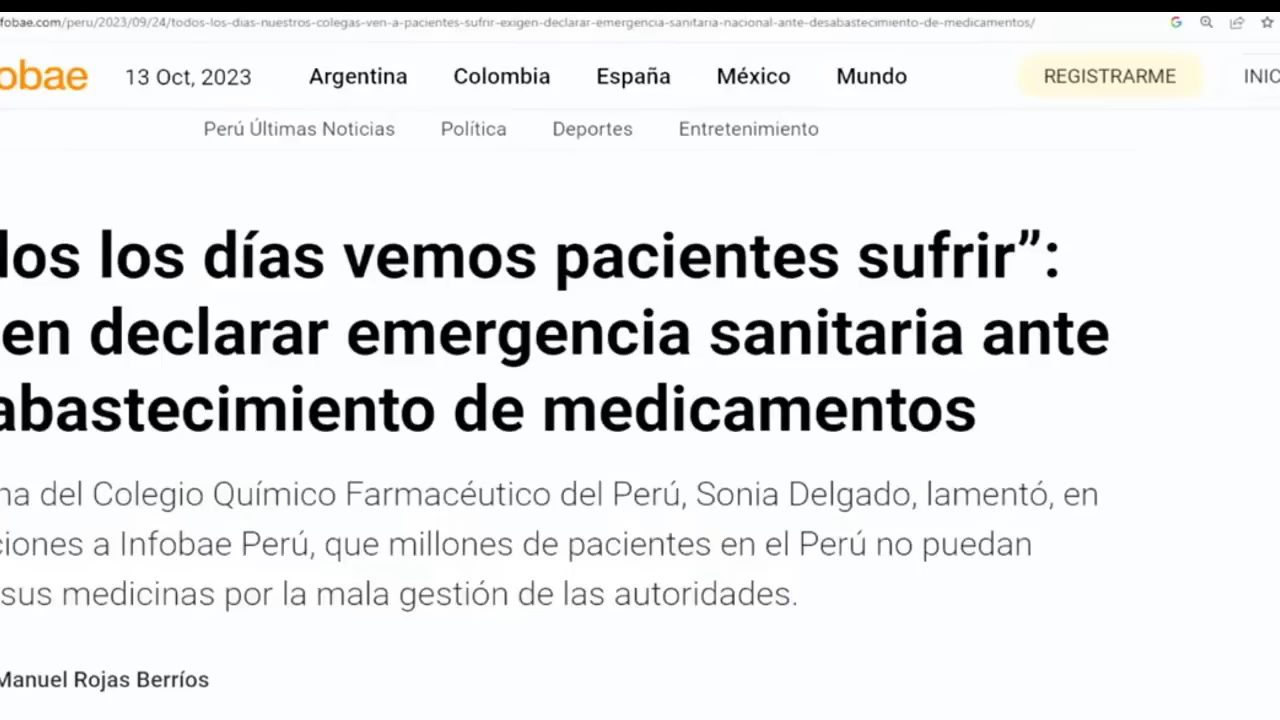 fobae.com/peru/2023/09/24/todos-los-dias-nuestros-colegas-ven-a-pacientes-sufrir-exigen-declarar-emergencia-sanitaria-nacional-ante-desabastecimiento-de-medicamentos/
obae 13 Oct, 2023 Argentina Colombia España México Mundo REGISTRARME INIC
Perú Últimas Noticias Política Deportes Entretenimiento
dos los días vemos pacientes sufrir”:
en declarar emergencia sanitaria ante
abastecimiento de medicamentos
na del Colegio Químico Farmacéutico del Perú, Sonia Delgado, lamentó, en
ciones a Infobae Perú, que millones de pacientes en el Perú no puedan
sus medicinas por la mala gestión de las autoridades.
Manuel Rojas Berríos